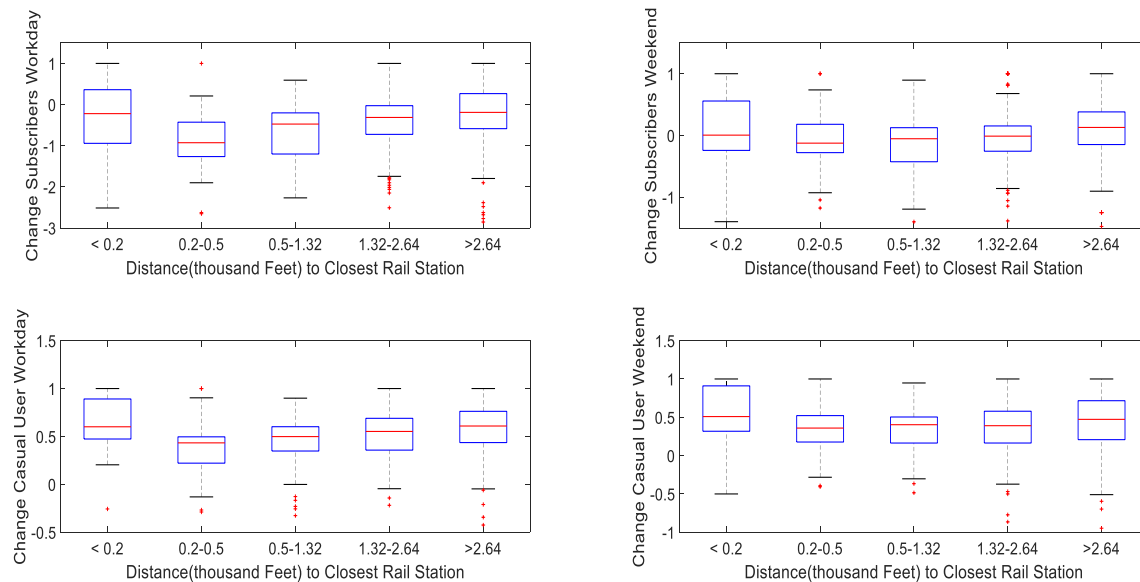 Change Subscribers Workday
1
0
-1
-2
-3
< 0.2 0.2-0.5 0.5-1.32 1.32-2.64 >2.64
Distance(thousand Feet) to Closest Rail Station
Change Subscribers Weekend
1
0
-1
< 0.2 0.2-0.5 0.5-1.32 1.32-2.64 >2.64
Distance(thousand Feet) to Closest Rail Station
Change Casual User Workday
1.5
1
0.5
0
-0.5
< 0.2 0.2-0.5 0.5-1.32 1.32-2.64 >2.64
Distance(thousand Feet) to Closest Rail Station
Change Casual User Weekend
1.5
1
0.5
0
-0.5
-1
< 0.2 0.2-0.5 0.5-1.32 1.32-2.64 >2.64
Distance(thousand Feet) to Closest Rail Station